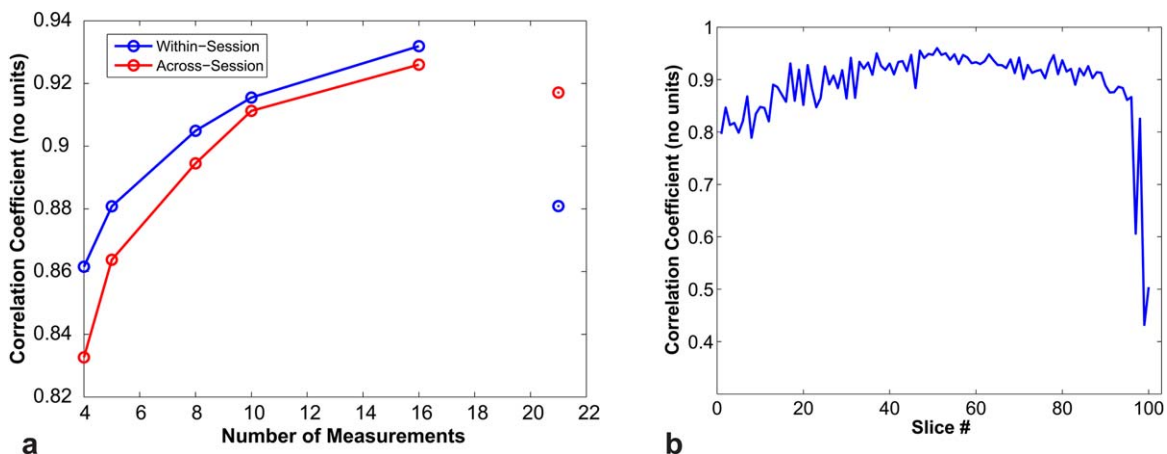 0.94
0.92
0.9
0.88
0.86
0.84
0.82
Correlation Coefficient (no units)
Within-Session
Across-Session
4 6 8 10 12 14 16 18 20 22
Number of Measurements
a
1
0.9
0.8
0.7
0.6
0.5
0.4
Correlation Coefficient (no units)
0 20 40 60 80 100
Slice #
b